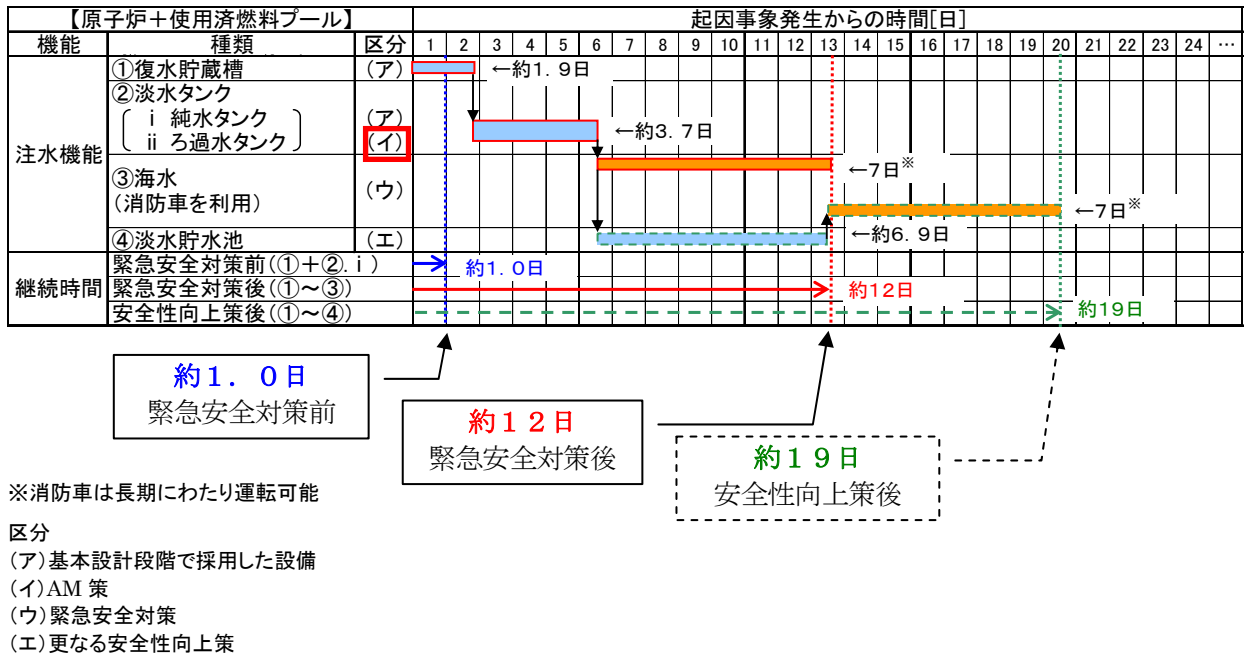 【原子炉+使用済燃料プール】 起因事象発生からの時間[日]
機能 種類 区分 1 2 3 4 5 6 7 8 9 10 11 12 13 14 15 16 17 18 19 20 21 22 23 24 …
注水機能
①復水貯蔵槽 (ア) ←約1.9日
②淡水タンク
ⅰ 純水タンク (ア)
ⅱ ろ過水タンク (イ) ←約3.7日
③海水
(消防車を利用) (ウ) ←7日※
←7日※
④淡水貯水池 (エ) ←約6.9日
継続時間
緊急安全対策前(①+②.ⅰ) 約1.0日
緊急安全対策後(①~③) 約12日
安全性向上策後(①~④) 約19日
約1.0日
緊急安全対策前
約12日
緊急安全対策後
約19日
安全性向上策後
※消防車は長期にわたり運転可能
区分
(ア)基本設計段階で採用した設備
(イ)AM 策
(ウ)緊急安全対策
(エ)更なる安全性向上策